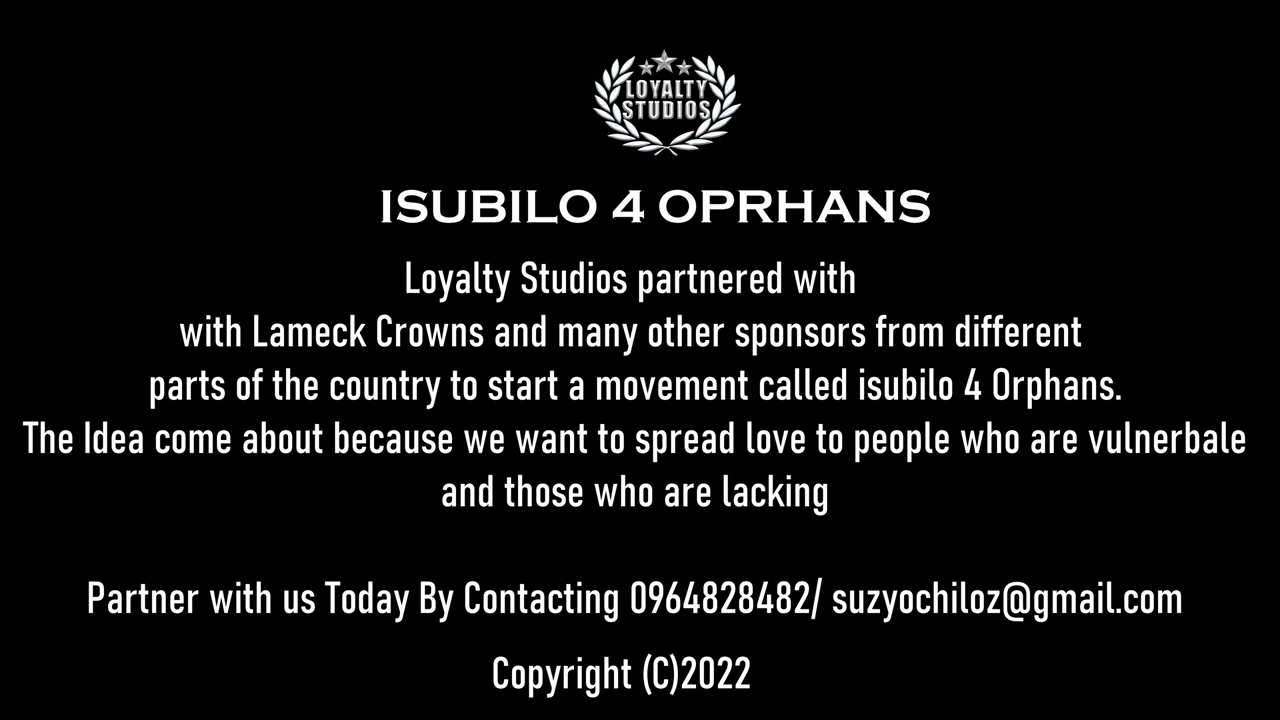 LOYALTY
STUDIOS
ISUBILO 4 OPRHANS
Loyalty Studios partnered with
with Lameck Crowns and many other sponsors from different
parts of the country to start a movement called isubilo 4 Orphans.
The Idea come about because we want to spread love to people who are vulnerbale
and those who are lacking
Partner with us Today By Contacting 0964828482/ suzyochiloz@gmail.com
Copyright (C)2022